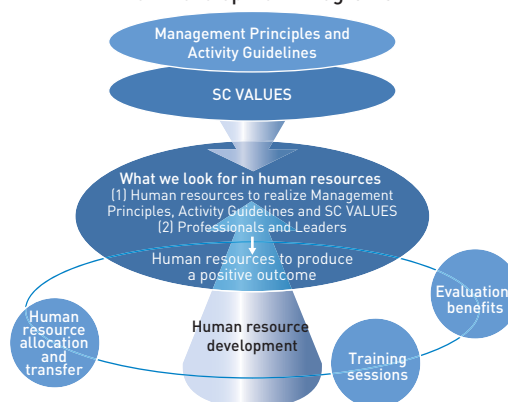 Management Principles and
Activity Guidelines
SC VALUES
What we look for in human resources
(1) Human resources to realize Management
Principles, Activity Guidelines and SC VALUES
(2) Professionals and Leaders
Human resources to produce
a positive outcome
Evaluation
benefits
Human
resource
allocation
and
transfer
Human resource
development
Training
sessions